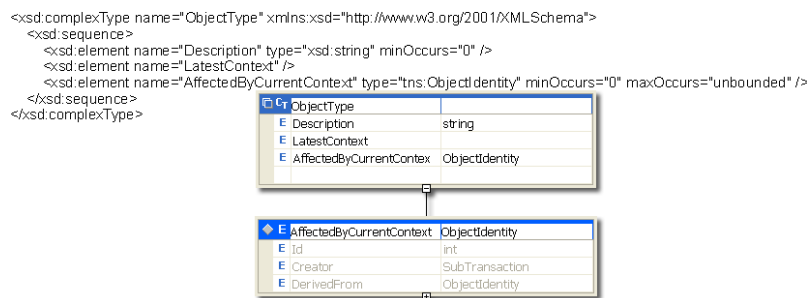 <xsd:complexType name="ObjectType" xmlns:xsd="http://www.w3.org/2001/XMLSchema">
<xsd:sequence>
<xsd:element name="Description" type="xsd:string" minOccurs="0" />
<xsd:element name="LatestContext" />
<xsd:element name="AffectedByCurrentContext" type="tns:ObjectIdentity" minOccurs="0" maxOccurs="unbounded" />
</xsd:sequence>
</xsd:complexType>
CT ObjectType
E Description string
E LatestContext
E AffectedByCurrentContex ObjectIdentity
E AffectedByCurrentContext ObjectIdentity
E Id int
E Creator SubTransaction
E DerivedFrom ObjectIdentity